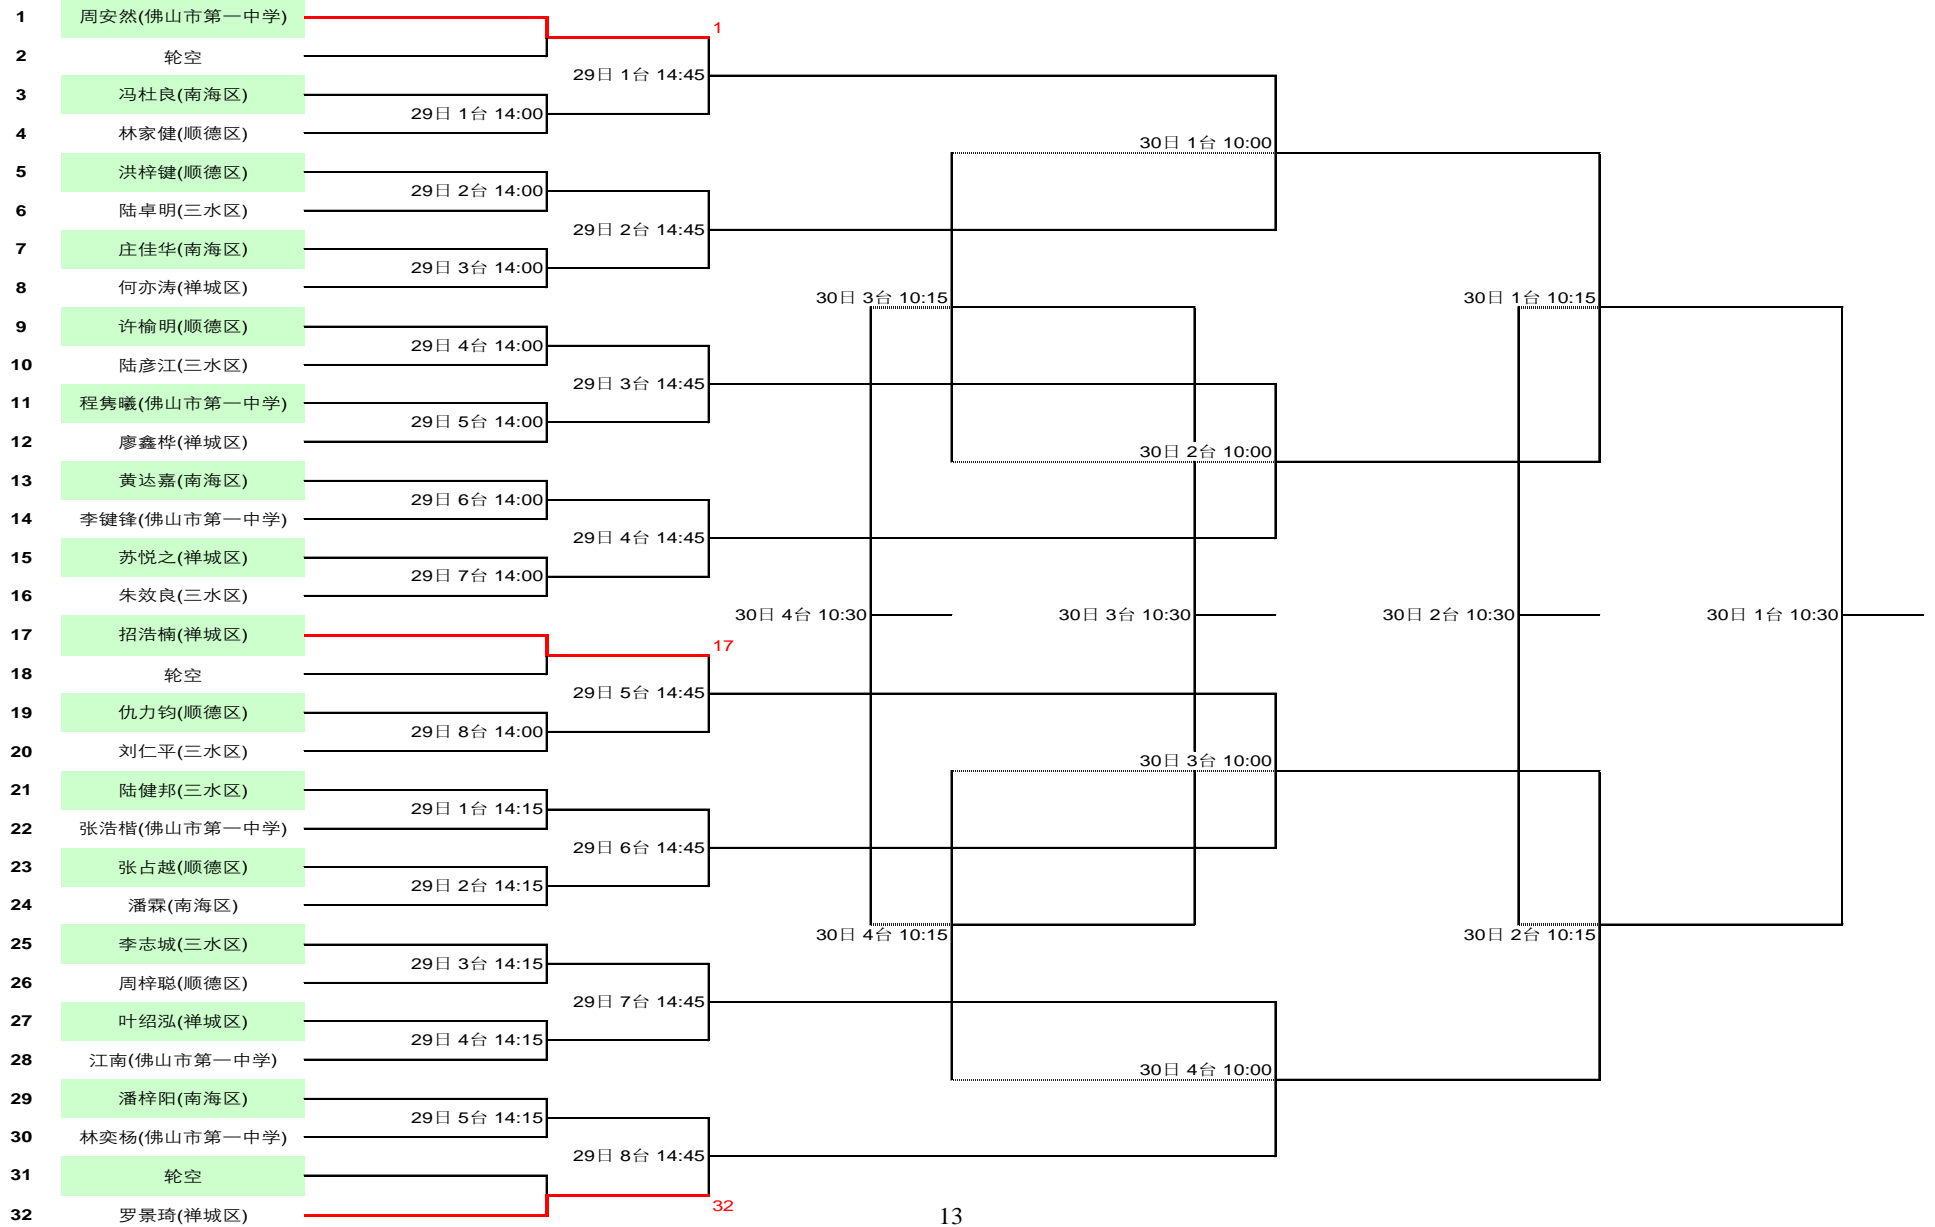 1 周安然(佛山市第一中学)
1
2 轮空
29日 1台 14:45
3 冯杜良(南海区)
29日 1台 14:00
4 林家健(顺德区)
30日 1台 10:00
5 洪梓键(顺德区)
29日 2台 14:00
6 陆卓明(三水区)
29日 2台 14:45
7 庄佳华(南海区)
29日 3台 14:00
8 何亦涛(禅城区)
30日 3台 10:15
30日 1台 10:15
9 许榆明(顺德区)
29日 4台 14:00
10 陆彦江(三水区)
29日 3台 14:45
11 程隽曦(佛山市第一中学)
29日 5台 14:00
12 廖鑫桦(禅城区)
30日 2台 10:00
13 黄达嘉(南海区)
29日 6台 14:00
14 李键锋(佛山市第一中学)
29日 4台 14:45
15 苏悦之(禅城区)
29日 7台 14:00
16 朱效良(三水区)
30日 4台 10:30
30日 3台 10:30
30日 2台 10:30
30日 1台 10:30
17 招浩楠(禅城区)
17
18 轮空
29日 5台 14:45
19 仇力钧(顺德区)
29日 8台 14:00
20 刘仁平(三水区)
30日 3台 10:00
21 陆健邦(三水区)
29日 1台 14:15
22 张浩楷(佛山市第一中学)
29日 6台 14:45
23 张占越(顺德区)
29日 2台 14:15
24 潘霖(南海区)
30日 4台 10:15
30日 2台 10:15
25 李志城(三水区)
29日 3台 14:15
26 周梓聪(顺德区)
29日 7台 14:45
27 叶绍泓(禅城区)
29日 4台 14:15
28 江南(佛山市第一中学)
30日 4台 10:00
29 潘梓阳(南海区)
29日 5台 14:15
30 林奕杨(佛山市第一中学)
29日 8台 14:45
31 轮空
32
32 罗景琦(禅城区)
13